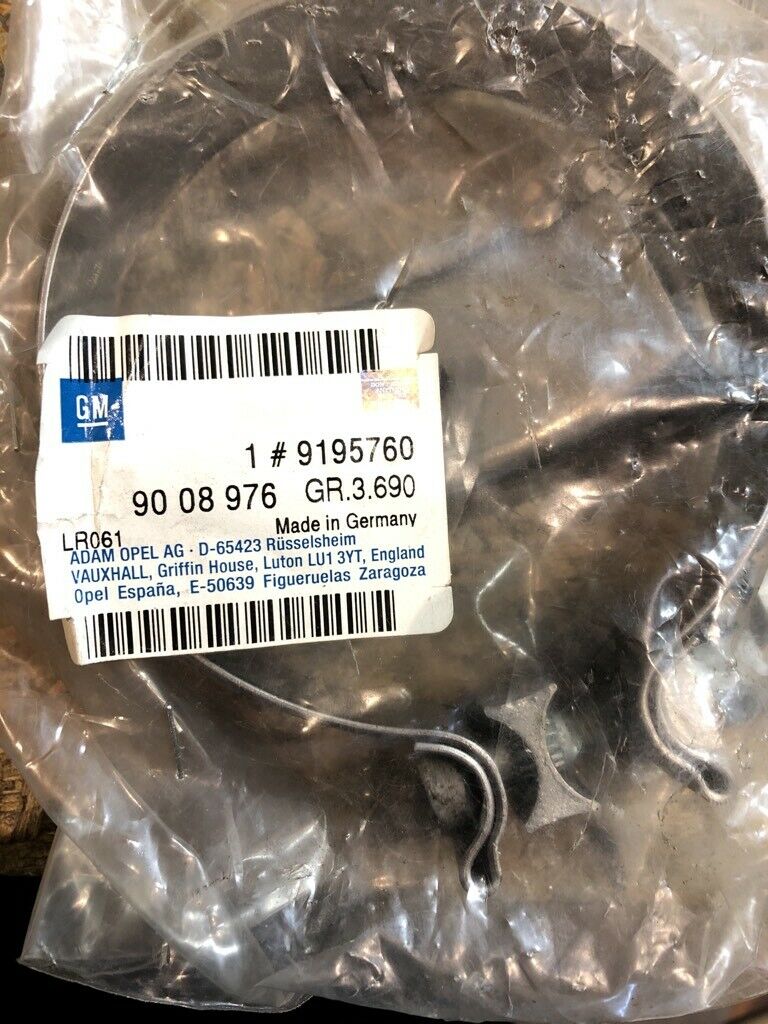 GM
1 # 9195760
90 08 976 GR.3.690
Made in Germany
LR061
ADAM OPEL AG · D-65423 Rüsselsheim
VAUXHALL, Griffin House, Luton LU1 3YT, England
Opel España, E-50639 Figueruelas Zaragoza